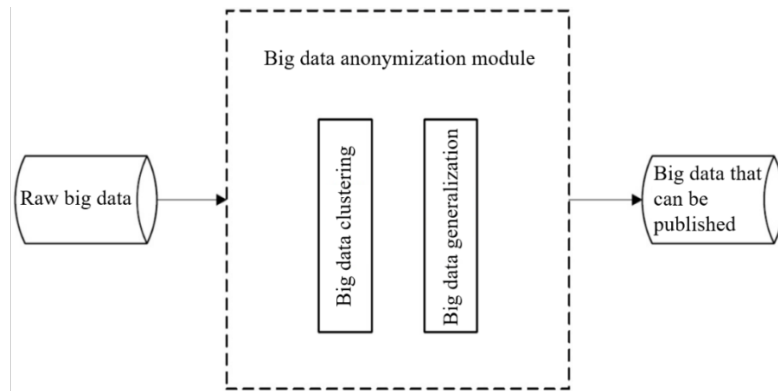 Big data anonymization module
Raw big data
Big data clustering
Big data generalization
Big data that
can be
published